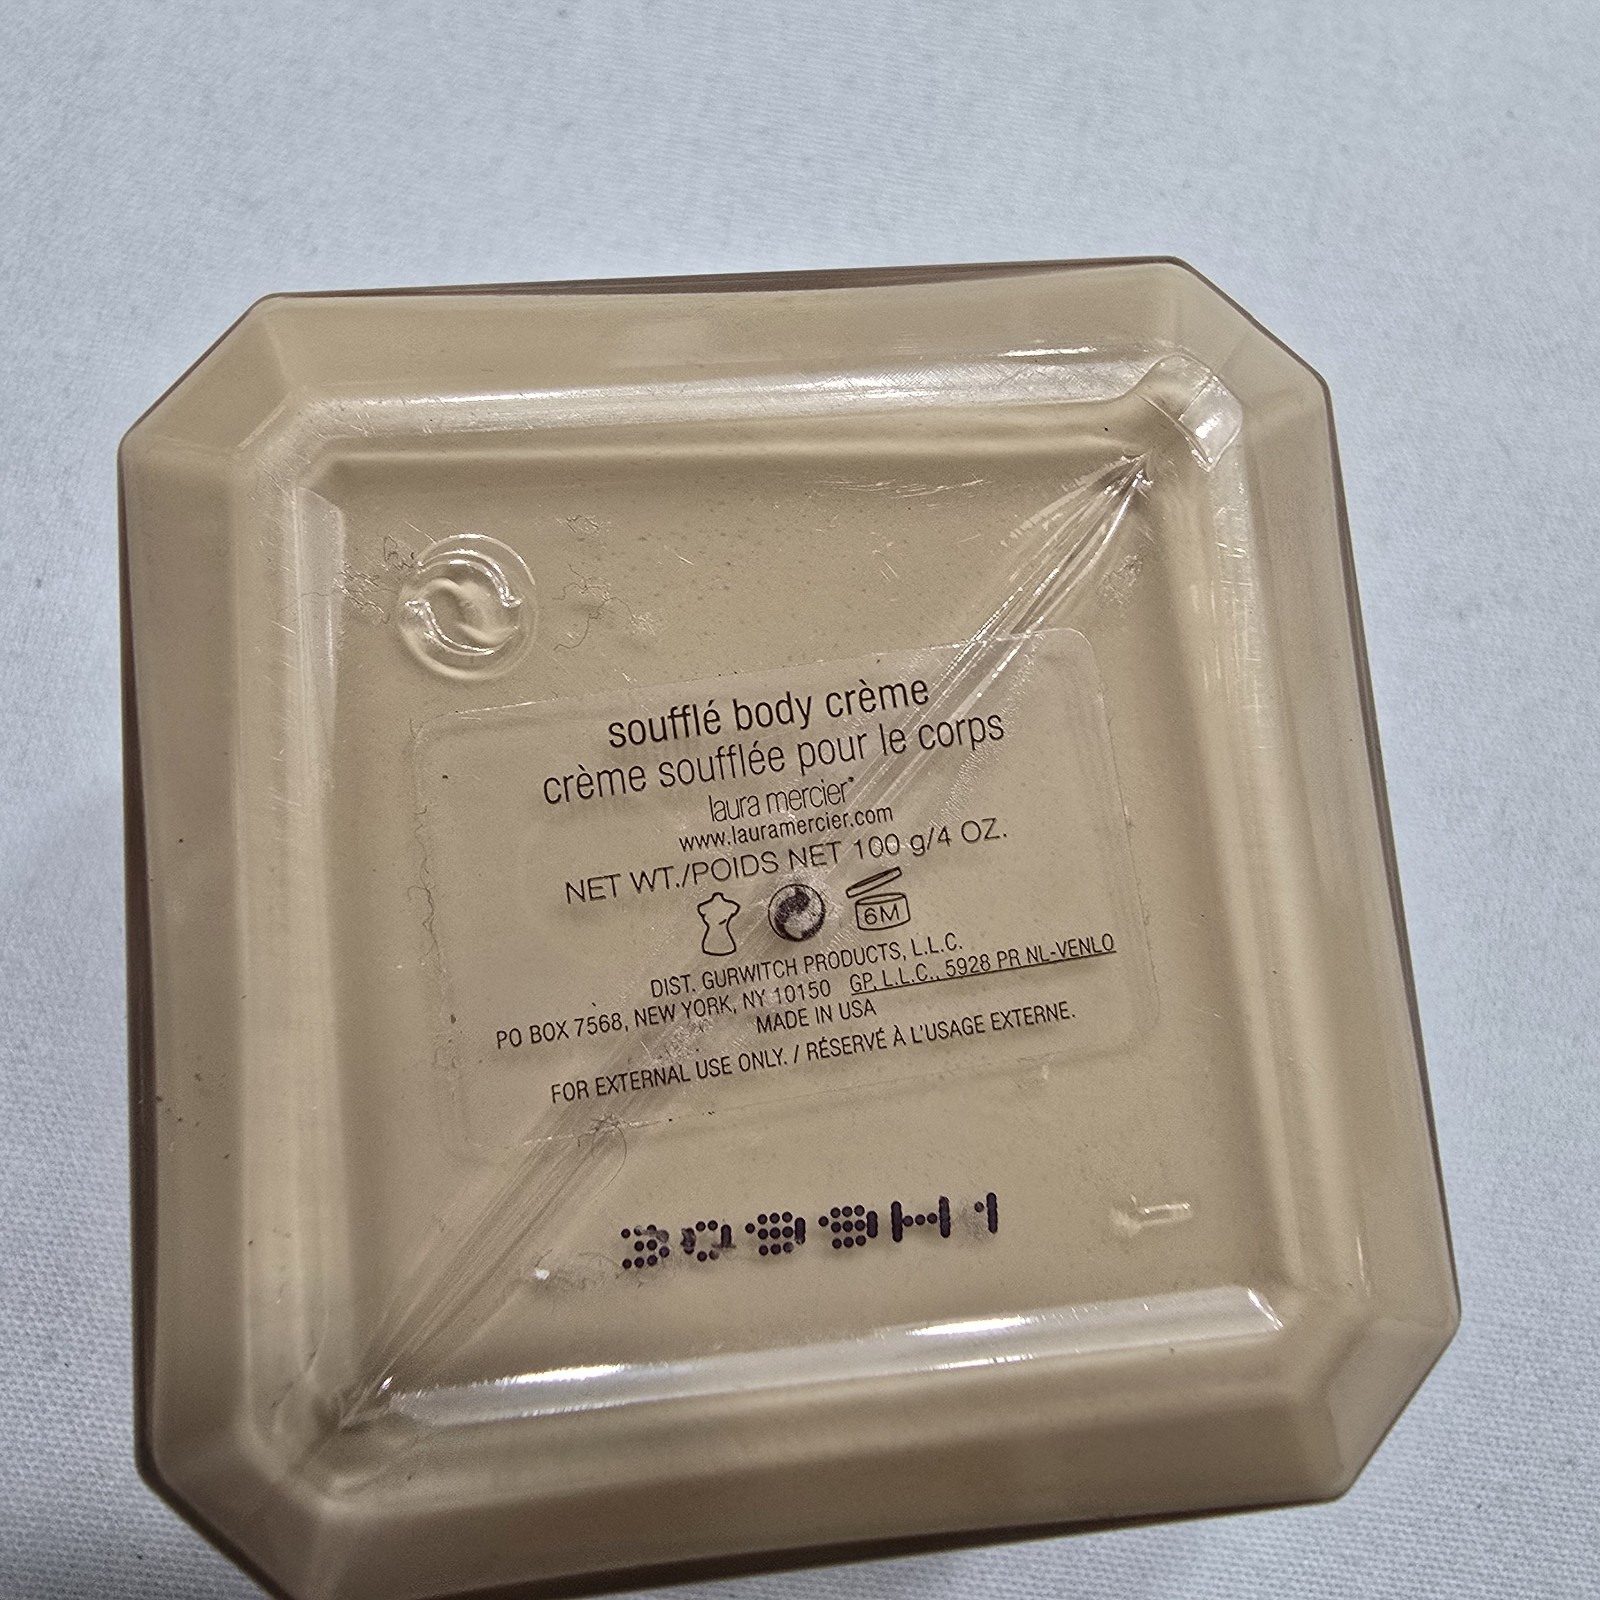 soufflé body crème
crème soufflée pour le corps
laura mercier®
www.lauramercier.com
NET WT./POIDS NET 100 g/4 OZ.
6M
DIST. GURWITCH PRODUCTS, L.L.C.
PO BOX 7568, NEW YORK, NY 10150 GP, L.L.C., 5928 PR NL-VENLO
MADE IN USA
FOR EXTERNAL USE ONLY. / RÉSERVÉ À L'USAGE EXTERNE.